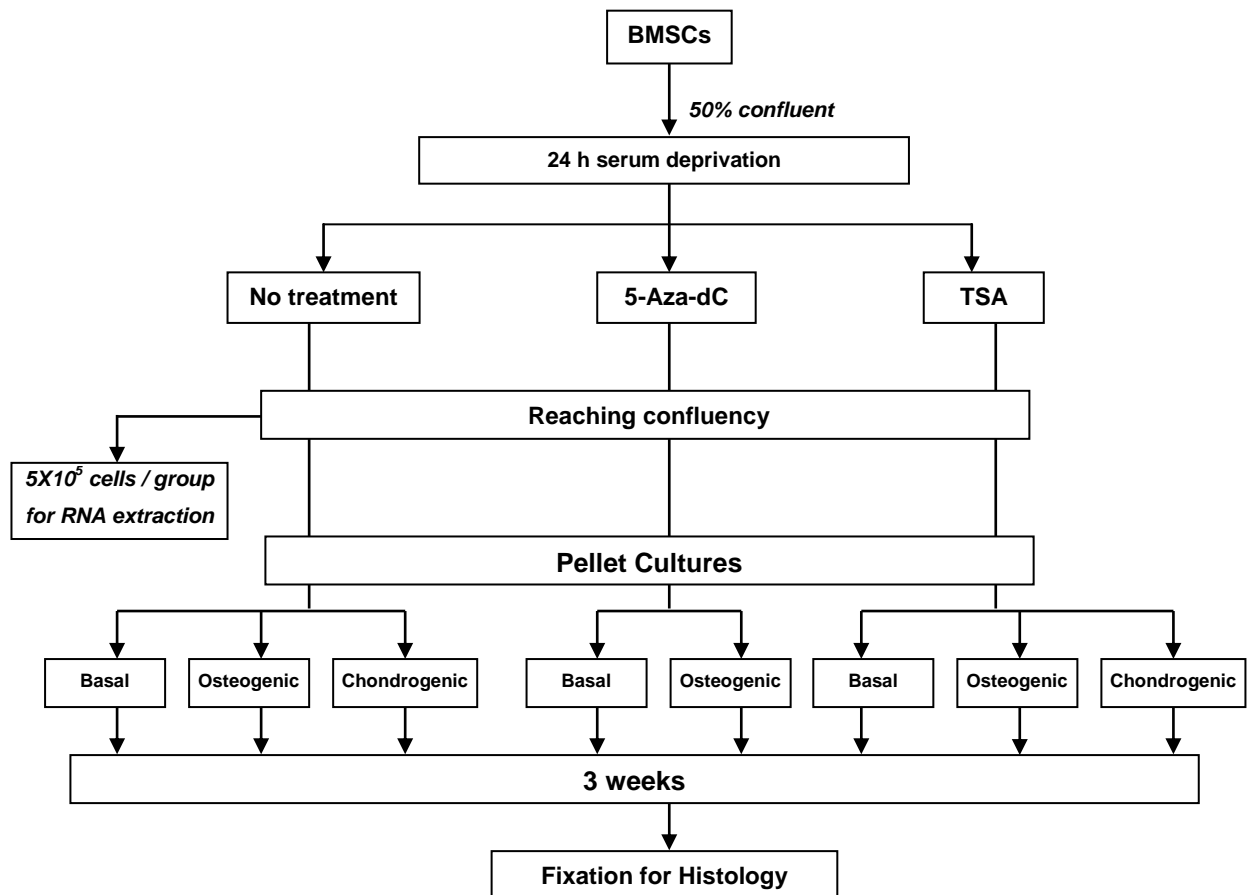 BMSCs
50% confluent
24 h serum deprivation
No treatment
5-Aza-dC
TSA
Reaching confluency
5X10⁵ cells / group
for RNA extraction
Pellet Cultures
Basal
Osteogenic
Chondrogenic
Basal
Osteogenic
Basal
Osteogenic
Chondrogenic
3 weeks
Fixation for Histology